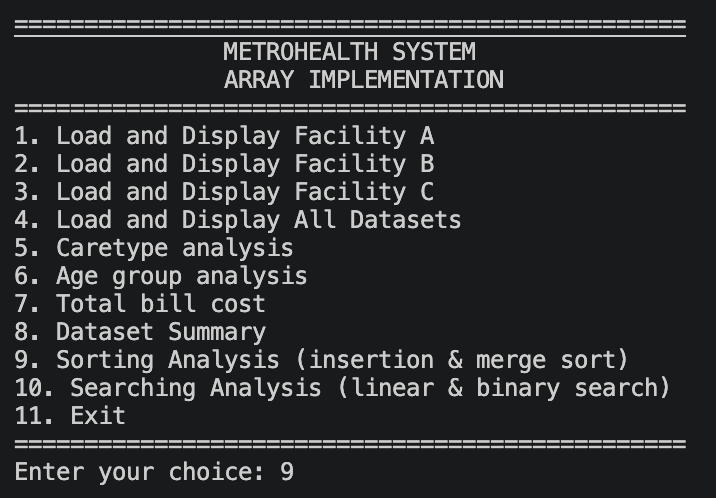 ================================================
METROHEALTH SYSTEM
ARRAY IMPLEMENTATION
================================================
1. Load and Display Facility A
2. Load and Display Facility B
3. Load and Display Facility C
4. Load and Display All Datasets
5. Caretype analysis
6. Age group analysis
7. Total bill cost
8. Dataset Summary
9. Sorting Analysis (insertion & merge sort)
10. Searching Analysis (linear & binary search)
11. Exit
================================================
Enter your choice: 9